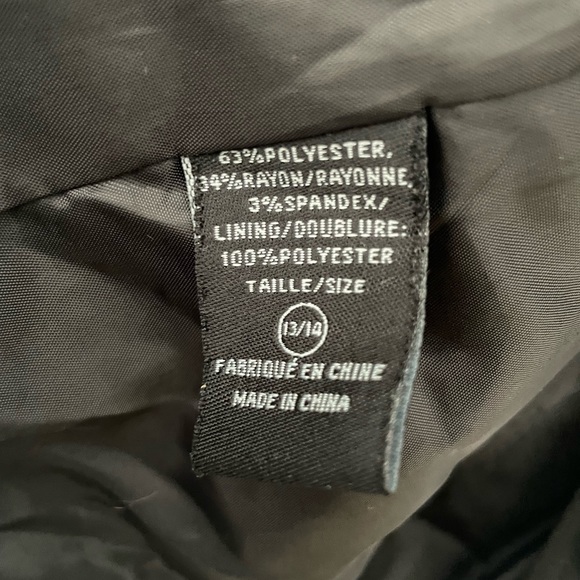 63%POLYESTER,
34%RAYON/RAYONNE,
3%SPANDEX/
LINING/DOUBLURE:
100%POLYESTER
TAILLE/SIZE
13/14
FABRIQUÉ EN CHINE
MADE IN CHINA